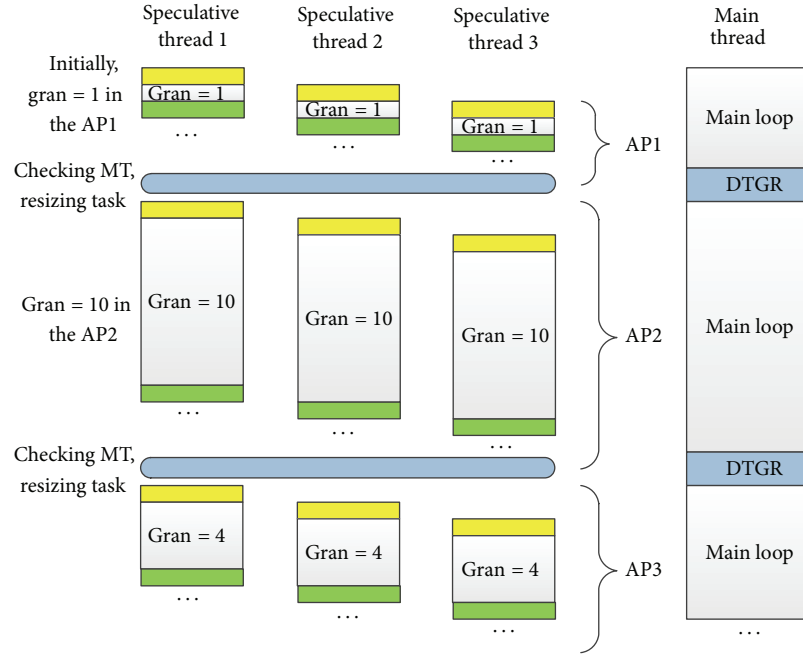 Speculative
thread 1
Speculative
thread 2
Speculative
thread 3
Main
thread
Initially,
gran = 1 in
the AP1
Gran = 1
Gran = 1
Gran = 1
...
...
...
AP1
Main loop
Checking MT,
resizing task
DTGR
Gran = 10 in
the AP2
Gran = 10
Gran = 10
Gran = 10
...
...
...
AP2
Main loop
Checking MT,
resizing task
DTGR
Gran = 4
Gran = 4
Gran = 4
...
...
...
AP3
Main loop
...